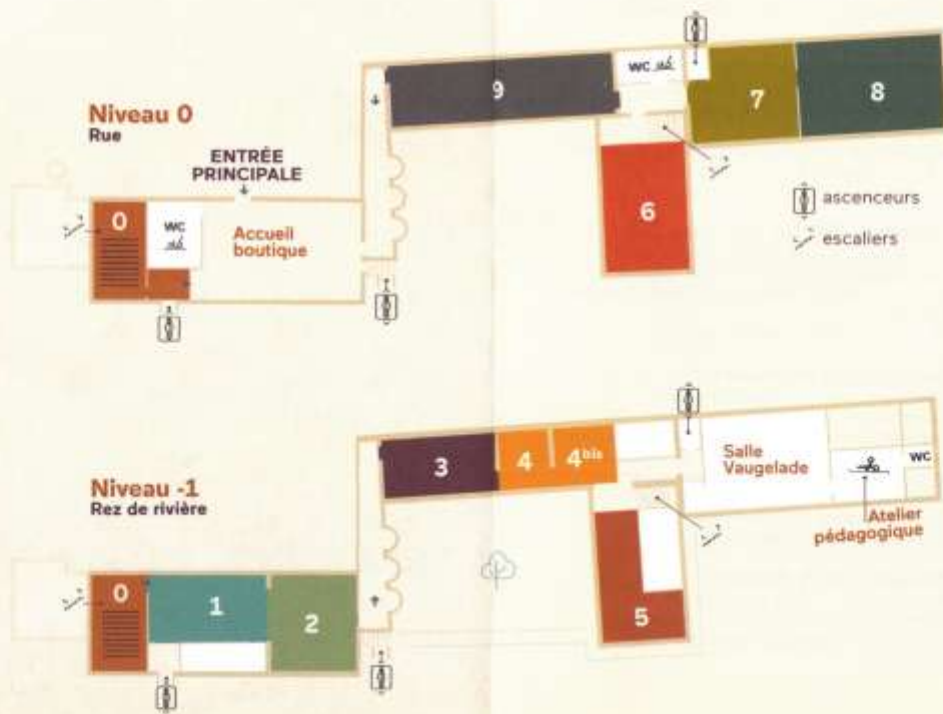 Niveau 0
Rue
ENTRÉE
PRINCIPALE
0
WC
Accueil
boutique
9
WC
7
8
6
ascenceurs
escaliers
Niveau -1
Rez de rivière
0
1
2
3
4
4bis
5
Salle
Vaugelade
WC
Atelier
pédagogique